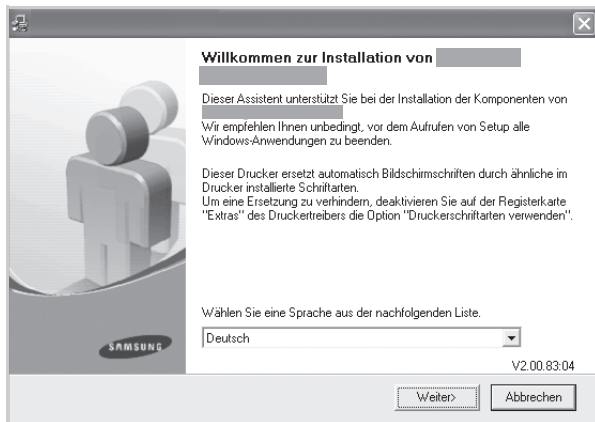 Willkommen zur Installation von
Dieser Assistent unterstützt Sie bei der Installation der Komponenten von
Wir empfehlen Ihnen unbedingt, vor dem Aufrufen von Setup alle
Windows-Anwendungen zu beenden.
Dieser Drucker ersetzt automatisch Bildschirmschriften durch ähnliche im
Drucker installierte Schriftarten.
Um eine Ersetzung zu verhindern, deaktivieren Sie auf der Registerkarte
"Extras" des Druckertreibers die Option "Druckerschriftarten verwenden".
Wählen Sie eine Sprache aus der nachfolgenden Liste.
Deutsch
SAMSUNG
V2.00.83:04
Weiter>
Abbrechen